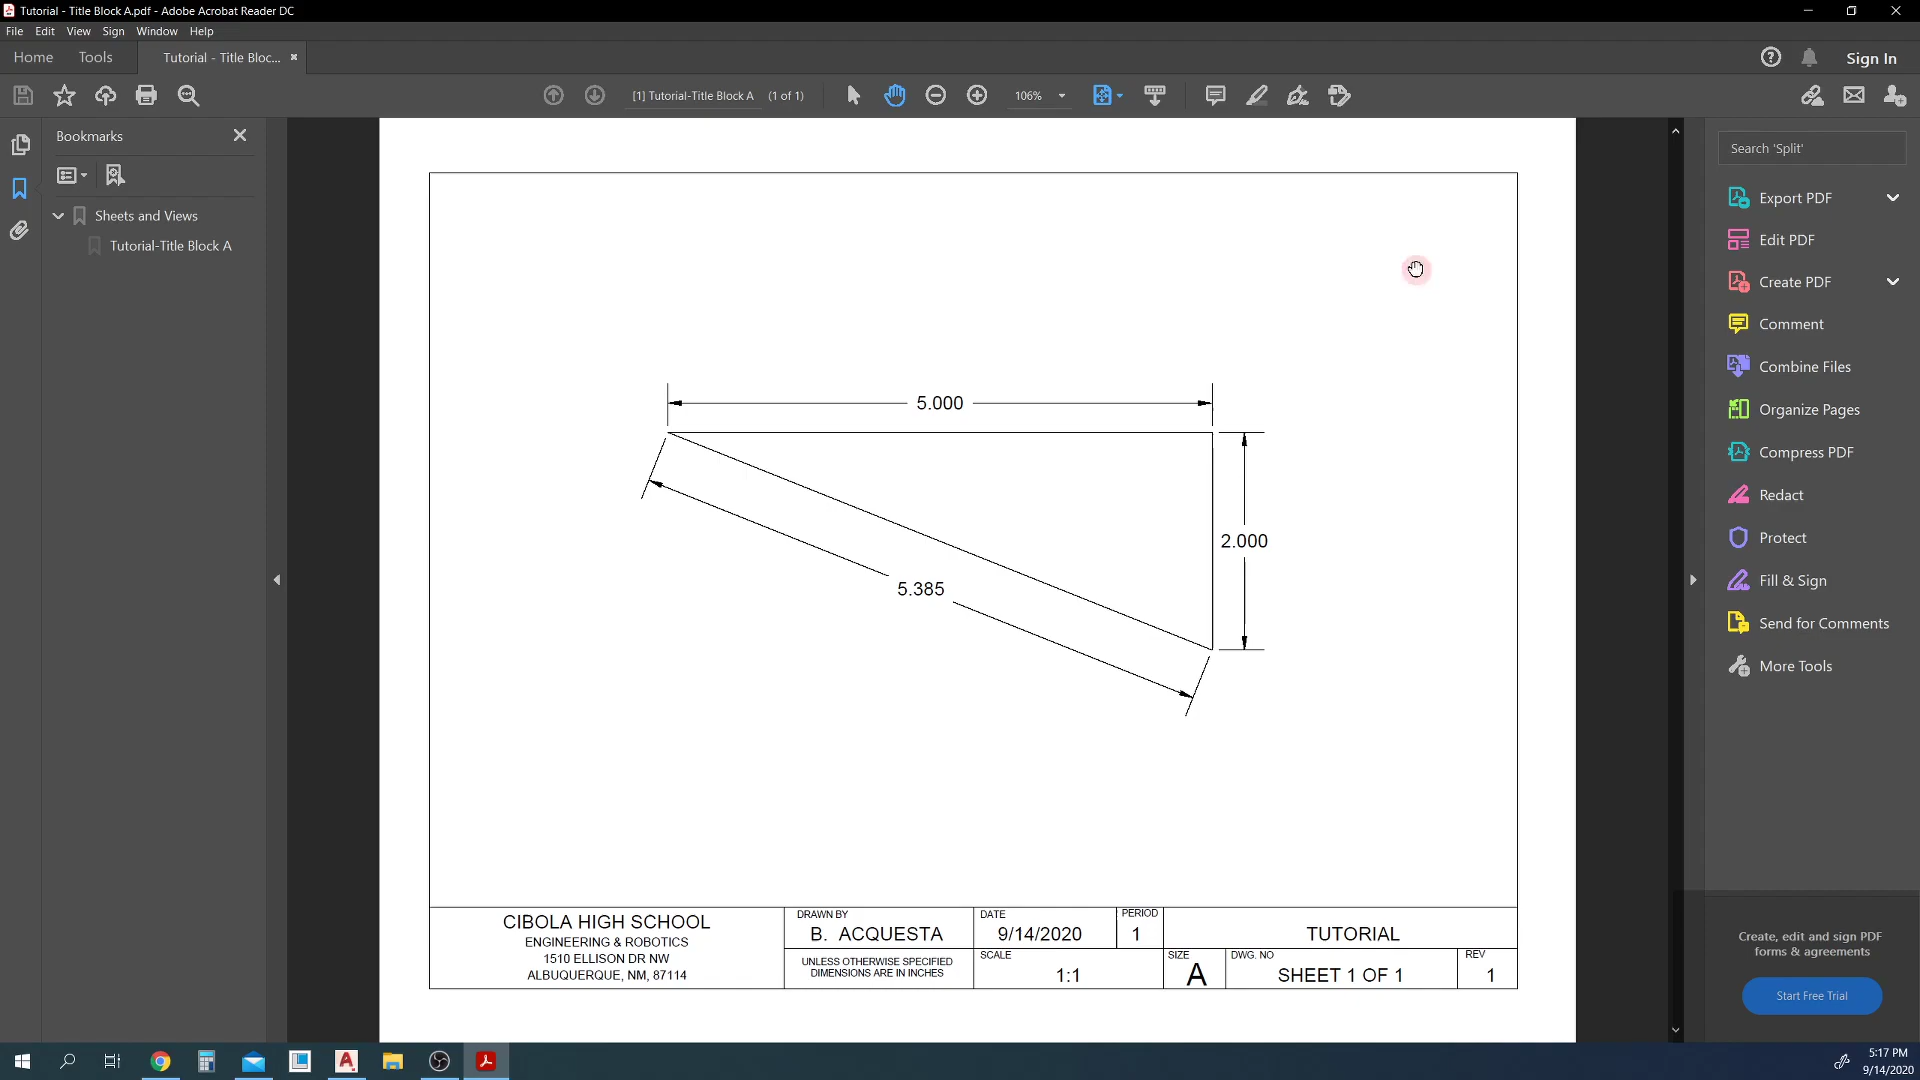 Tutorial - Title Block A.pdf - Adobe Acrobat Reader DC
File Edit View Sign Window Help
Home Tools Tutorial - Title Bloc... Sign In
[1] Tutorial-Title Block A (1 of 1) 106%
Bookmarks
Sheets and Views
Tutorial-Title Block A
Search 'Split'
Export PDF
Edit PDF
Create PDF
Comment
Combine Files
Organize Pages
Compress PDF
Redact
Protect
Fill & Sign
Send for Comments
More Tools
5.000
2.000
5.385
CIBOLA HIGH SCHOOL
ENGINEERING & ROBOTICS
1510 ELLISON DR NW
ALBUQUERQUE, NM, 87114
DRAWN BY
B. ACQUESTA
UNLESS OTHERWISE SPECIFIED
DIMENSIONS ARE IN INCHES
DATE
9/14/2020
PERIOD
1
SCALE
1:1
TUTORIAL
SIZE
A
DWG. NO
SHEET 1 OF 1
REV
1
Create, edit and sign PDF
forms & agreements
Start Free Trial
5:17 PM
9/14/2020